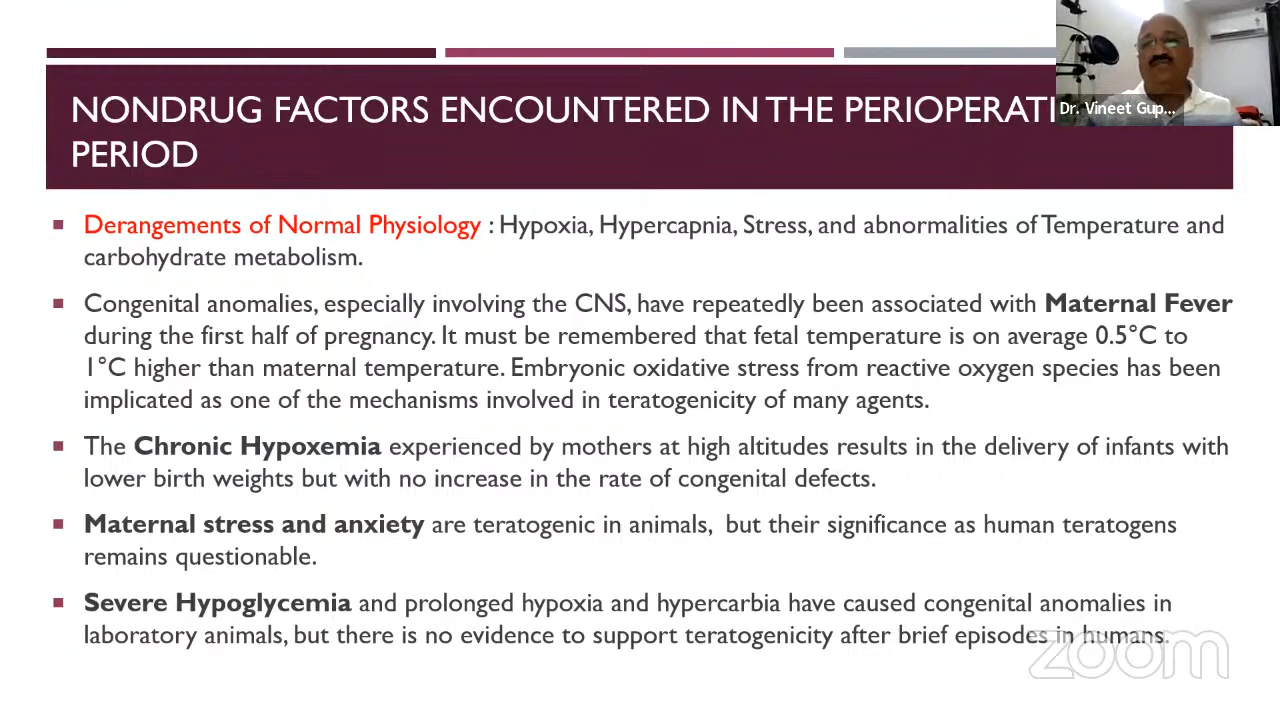 NONDRUG FACTORS ENCOUNTERED IN THE PERIOPERATI
PERIOD
Dr. Vineet Gup...
▪ Derangements of Normal Physiology : Hypoxia, Hypercapnia, Stress, and abnormalities of Temperature and
carbohydrate metabolism.
▪ Congenital anomalies, especially involving the CNS, have repeatedly been associated with Maternal Fever
during the first half of pregnancy. It must be remembered that fetal temperature is on average 0.5°C to
1°C higher than maternal temperature. Embryonic oxidative stress from reactive oxygen species has been
implicated as one of the mechanisms involved in teratogenicity of many agents.
▪ The Chronic Hypoxemia experienced by mothers at high altitudes results in the delivery of infants with
lower birth weights but with no increase in the rate of congenital defects.
▪ Maternal stress and anxiety are teratogenic in animals, but their significance as human teratogens
remains questionable.
▪ Severe Hypoglycemia and prolonged hypoxia and hypercarbia have caused congenital anomalies in
laboratory animals, but there is no evidence to support teratogenicity after brief episodes in humans.
zoom